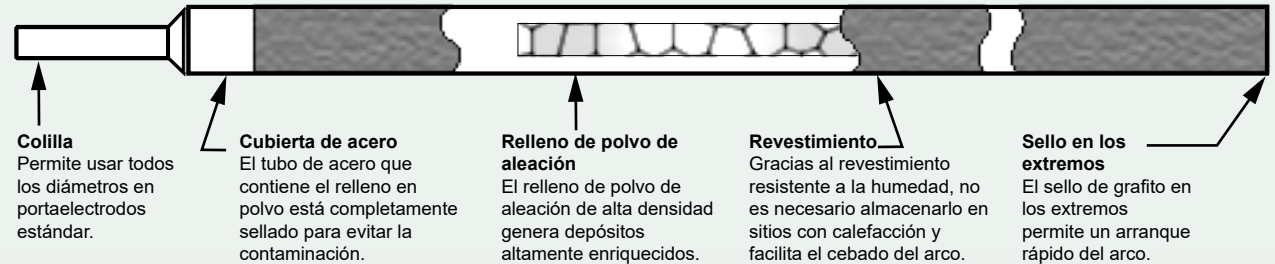 Colilla
Permite usar todos
los diámetros en
portaelectrodos
estándar.
Cubierta de acero
El tubo de acero que
contiene el relleno en
polvo está completamente
sellado para evitar la
contaminación.
Relleno de polvo de
aleación
El relleno de polvo de
aleación de alta densidad
genera depósitos
altamente enriquecidos.
Revestimiento
Gracias al revestimiento
resistente a la humedad, no
es necesario almacenarlo en
sitios con calefacción y
facilita el cebado del arco.
Sello en los
extremos
El sello de grafito en
los extremos
permite un arranque
rápido del arco.